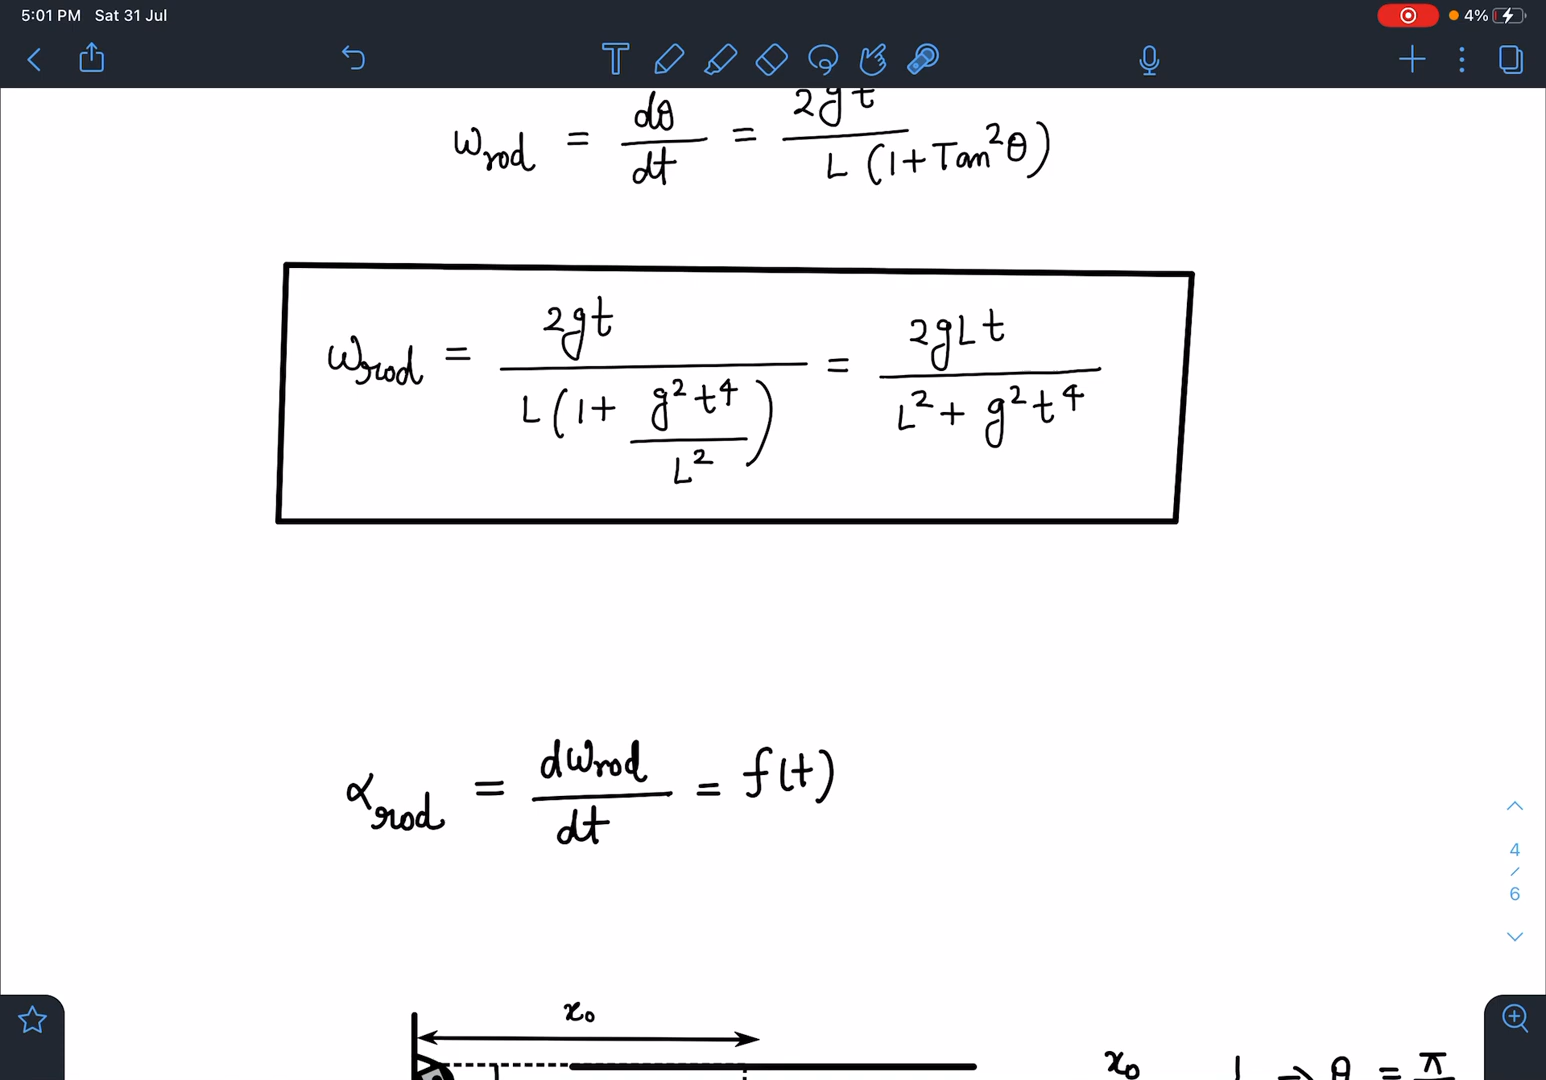 5:01 PM Sat 31 Jul
4%
ω_rod = dθ/dt = 2gt / L(1+Tan²θ)
ω_rod = 2gt / L(1+ g²t⁴/L²) = 2gLt / L²+g²t⁴
α_rod = dω_rod/dt = f(t)
4
/
6
x₀
x₀
⇒ θ = π